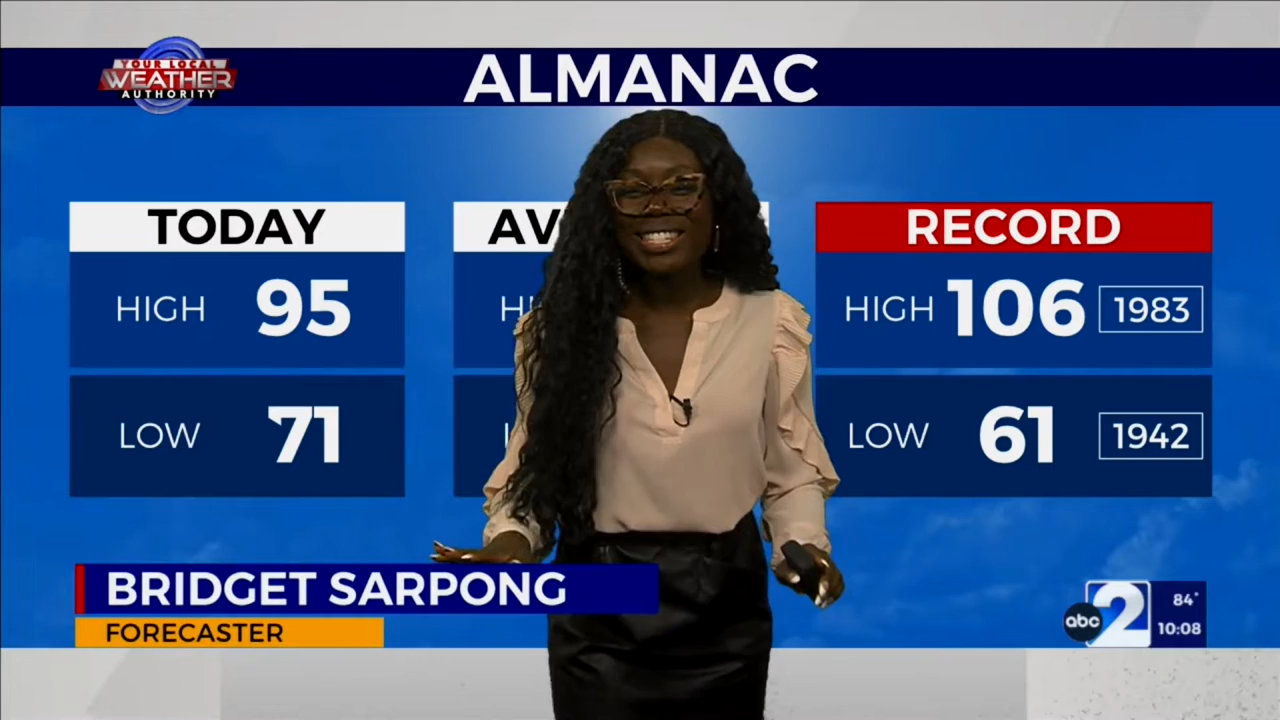 YOUR LOCAL
WEATHER
AUTHORITY
ALMANAC
TODAY
HIGH 95
LOW 71
RECORD
HIGH 106 1983
LOW 61 1942
BRIDGET SARPONG
FORECASTER
abc 2
84°
10:08